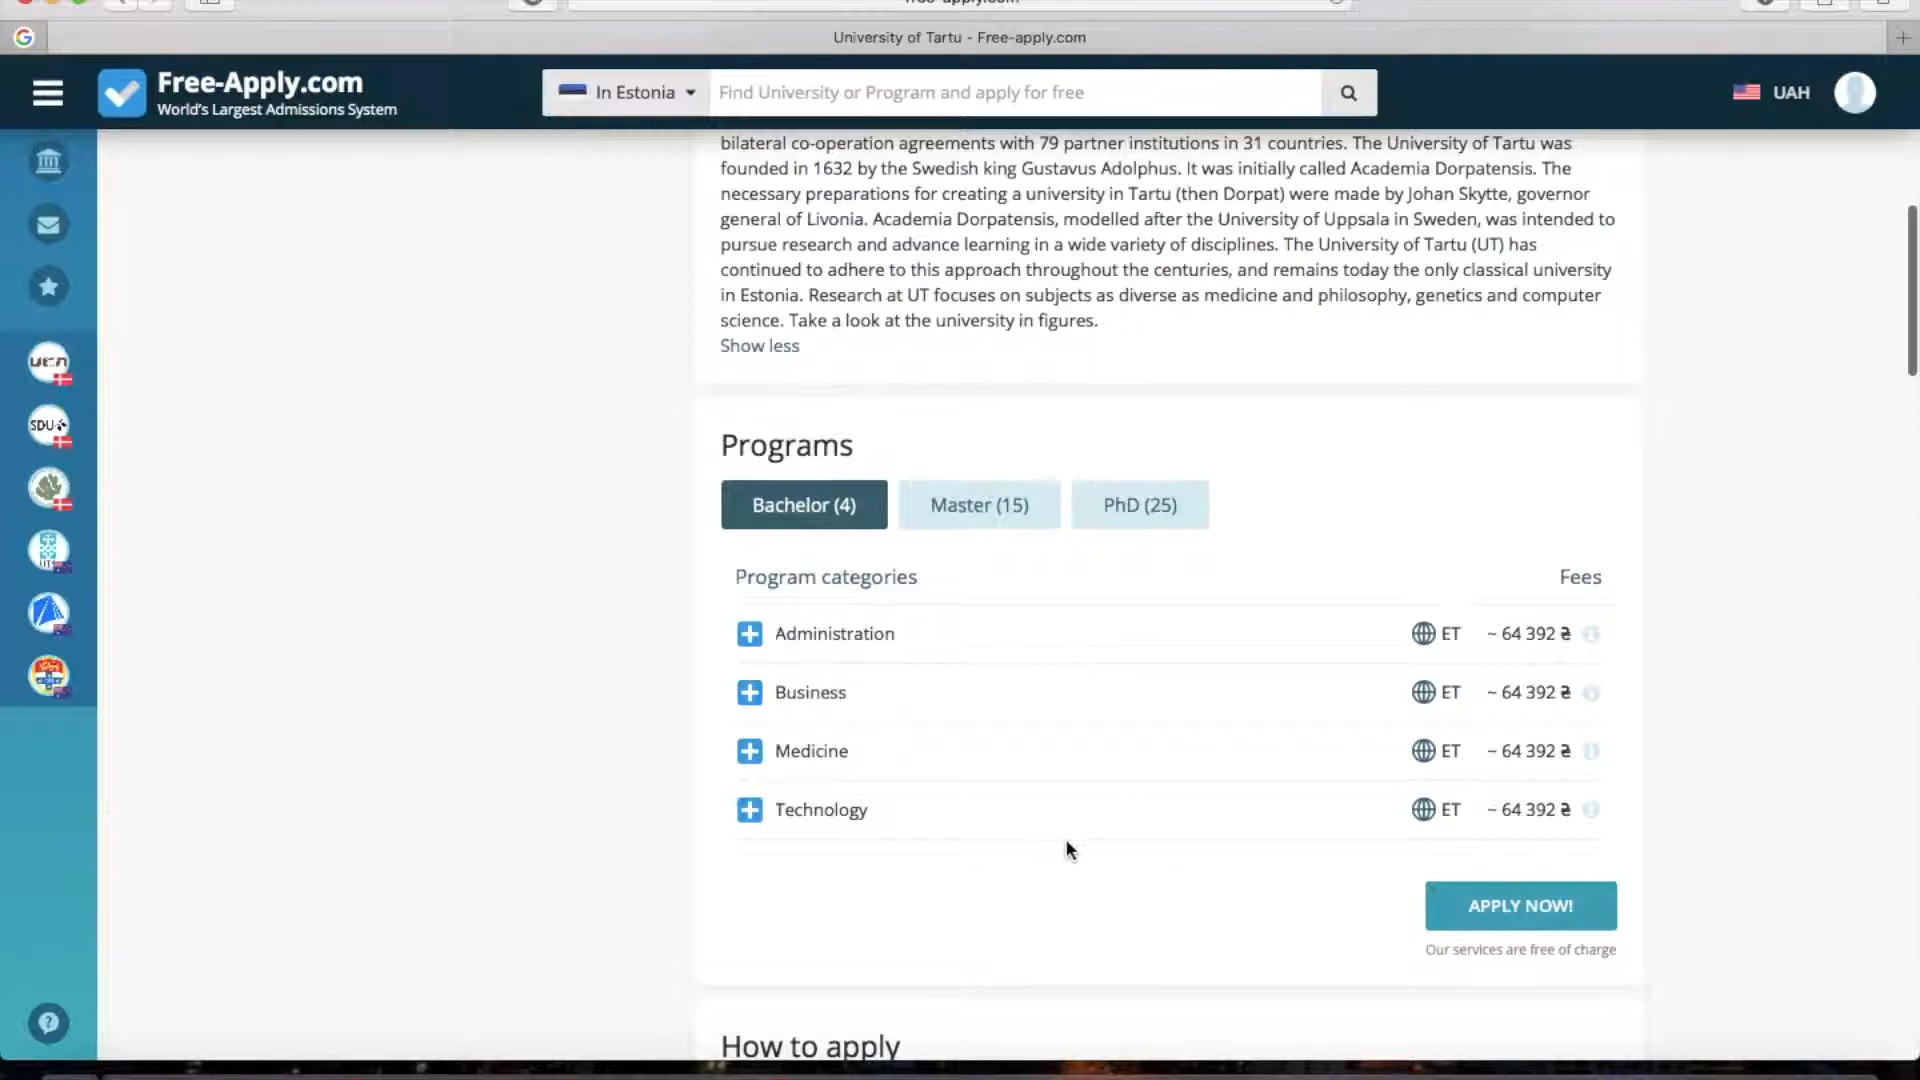 University of Tartu - Free-apply.com
Free-Apply.com
World's Largest Admissions System
In Estonia
Find University or Program and apply for free
UAH
bilateral co-operation agreements with 79 partner institutions in 31 countries. The University of Tartu was
founded in 1632 by the Swedish king Gustavus Adolphus. It was initially called Academia Dorpatensis. The
necessary preparations for creating a university in Tartu (then Dorpat) were made by Johan Skytte, governor
general of Livonia. Academia Dorpatensis, modelled after the University of Uppsala in Sweden, was intended to
pursue research and advance learning in a wide variety of disciplines. The University of Tartu (UT) has
continued to adhere to this approach throughout the centuries, and remains today the only classical university
in Estonia. Research at UT focuses on subjects as diverse as medicine and philosophy, genetics and computer
science. Take a look at the university in figures.
Show less
ucn
SDU
Programs
Bachelor (4) Master (15) PhD (25)
Program categories Fees
Administration ET ~ 64 392 ₴
Business ET ~ 64 392 ₴
Medicine ET ~ 64 392 ₴
Technology ET ~ 64 392 ₴
APPLY NOW!
Our services are free of charge
How to apply